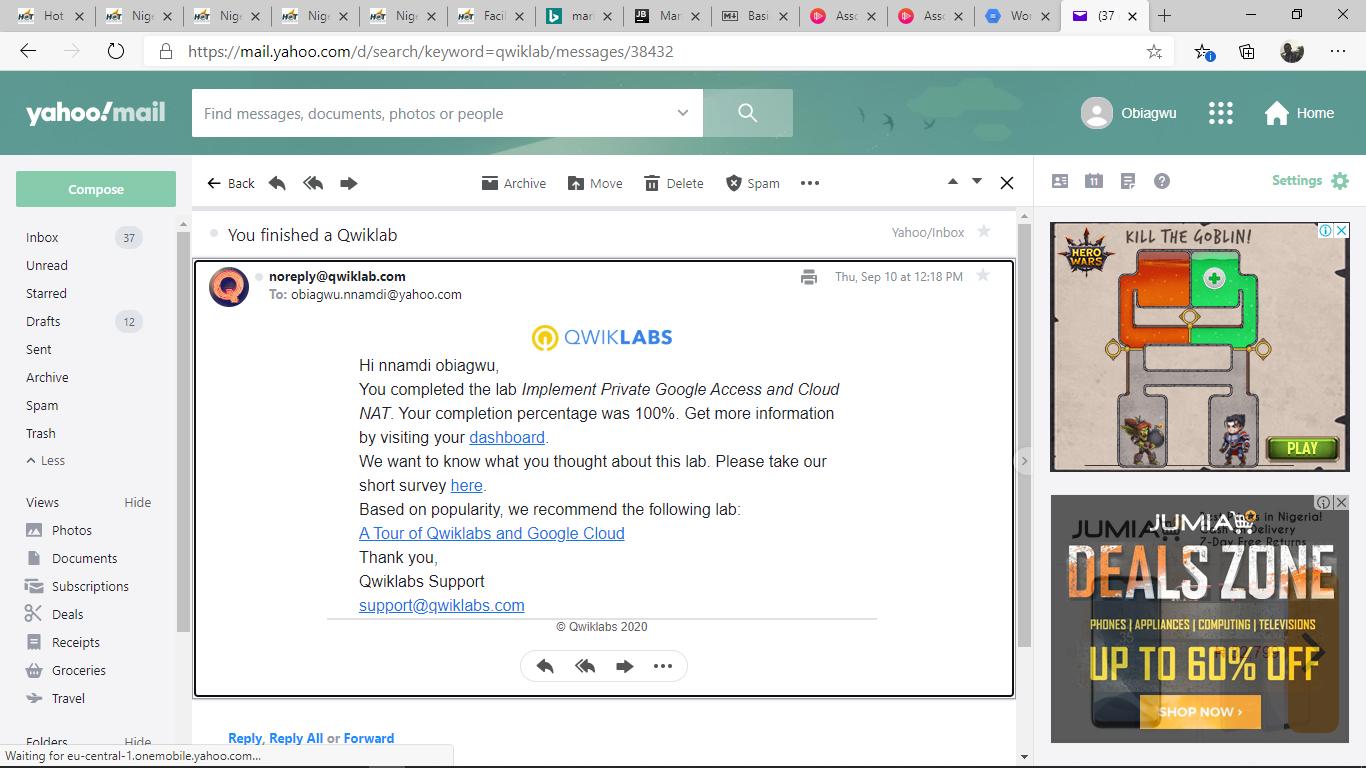 Hot
Nige
Nige
Nige
Nige
Facil
mar
Mar
Basi
Asso
Asso
Wor
(37
https://mail.yahoo.com/d/search/keyword=qwiklab/messages/38432
yahoo!mail
Find messages, documents, photos or people
Obiagwu
Home
Compose
Back
Archive
Move
Delete
Spam
11
Settings
Inbox 37
Unread
Starred
Drafts 12
Sent
Archive
Spam
Trash
Less
Views Hide
Photos
Documents
Subscriptions
Deals
Receipts
Groceries
Travel
Folders Hide
Waiting for eu-central-1.onemobile.yahoo.com...
You finished a Qwiklab
Yahoo/Inbox
noreply@qwiklab.com
Thu, Sep 10 at 12:18 PM
To: obiagwu.nnamdi@yahoo.com
QWIKLABS
Hi nnamdi obiagwu,
You completed the lab Implement Private Google Access and Cloud
NAT. Your completion percentage was 100%. Get more information
by visiting your dashboard.
We want to know what you thought about this lab. Please take our
short survey here.
Based on popularity, we recommend the following lab:
A Tour of Qwiklabs and Google Cloud
Thank you,
Qwiklabs Support
support@qwiklabs.com
© Qwiklabs 2020
Reply, Reply All or Forward
HERO
WARS
KILL THE GOBLIN!
PLAY
JUMIA
JUMIA
in Nigeria!
Delivery
7-Day Free Returns
DEALS ZONE
PHONES | APPLIANCES | COMPUTING | TELEVISIONS
35
UP TO 60% OFF
SHOP NOW ›